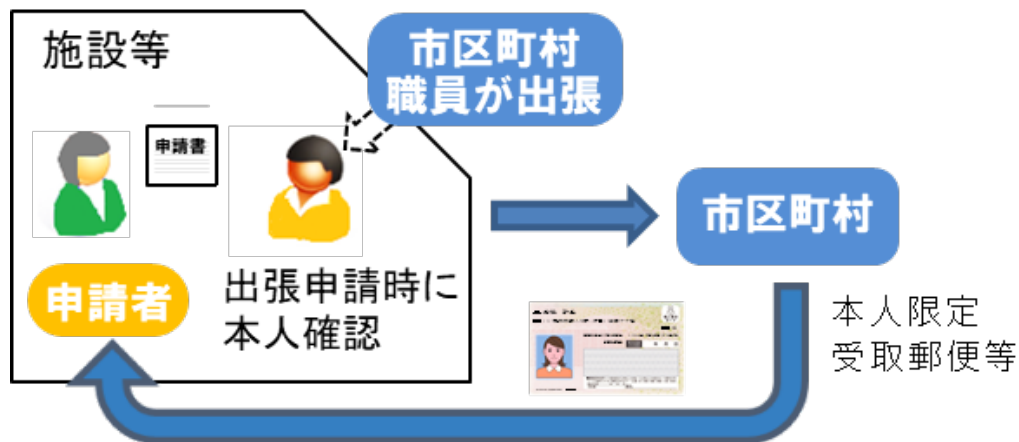 施設等
市区町村
職員が出張
申請書
市区町村
申請者
出張申請時に
本人確認
本人限定
受取郵便等